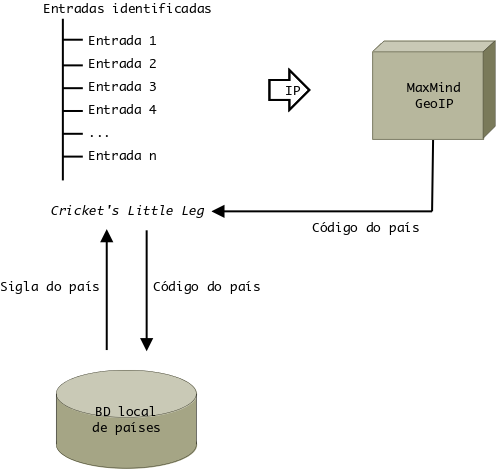 Entradas identificadas
Entrada 1
Entrada 2
Entrada 3
Entrada 4
...
Entrada n
IP
MaxMind
GeoIP
Cricket's Little Leg
Código do país
Sigla do país
Código do país
BD local
de países